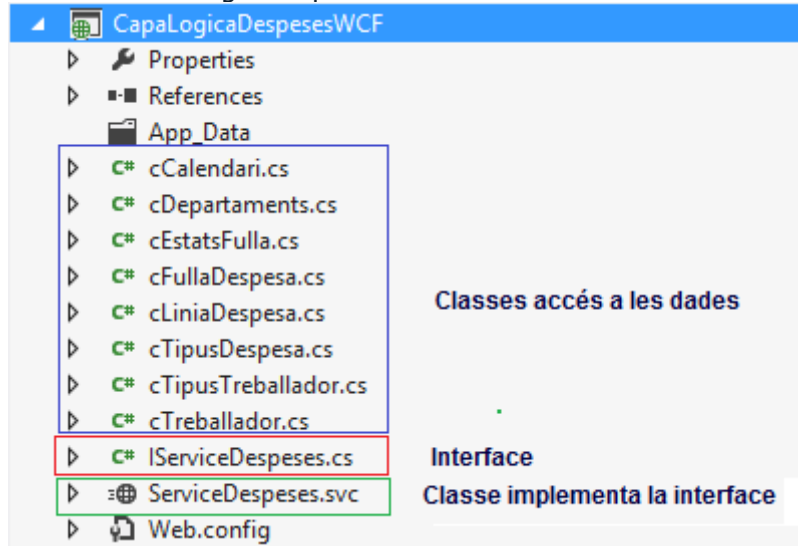 CapaLogicaDespesesWCF
Properties
References
App_Data
C# cCalendari.cs
C# cDepartaments.cs
C# cEstatsFulla.cs
C# cFullaDespesa.cs
C# cLiniaDespesa.cs
Classes accés a les dades
C# cTipusDespesa.cs
C# cTipusTreballador.cs
C# cTreballador.cs
C# IServiceDespeses.cs Interface
ServiceDespeses.svc Classe implementa la interface
Web.config